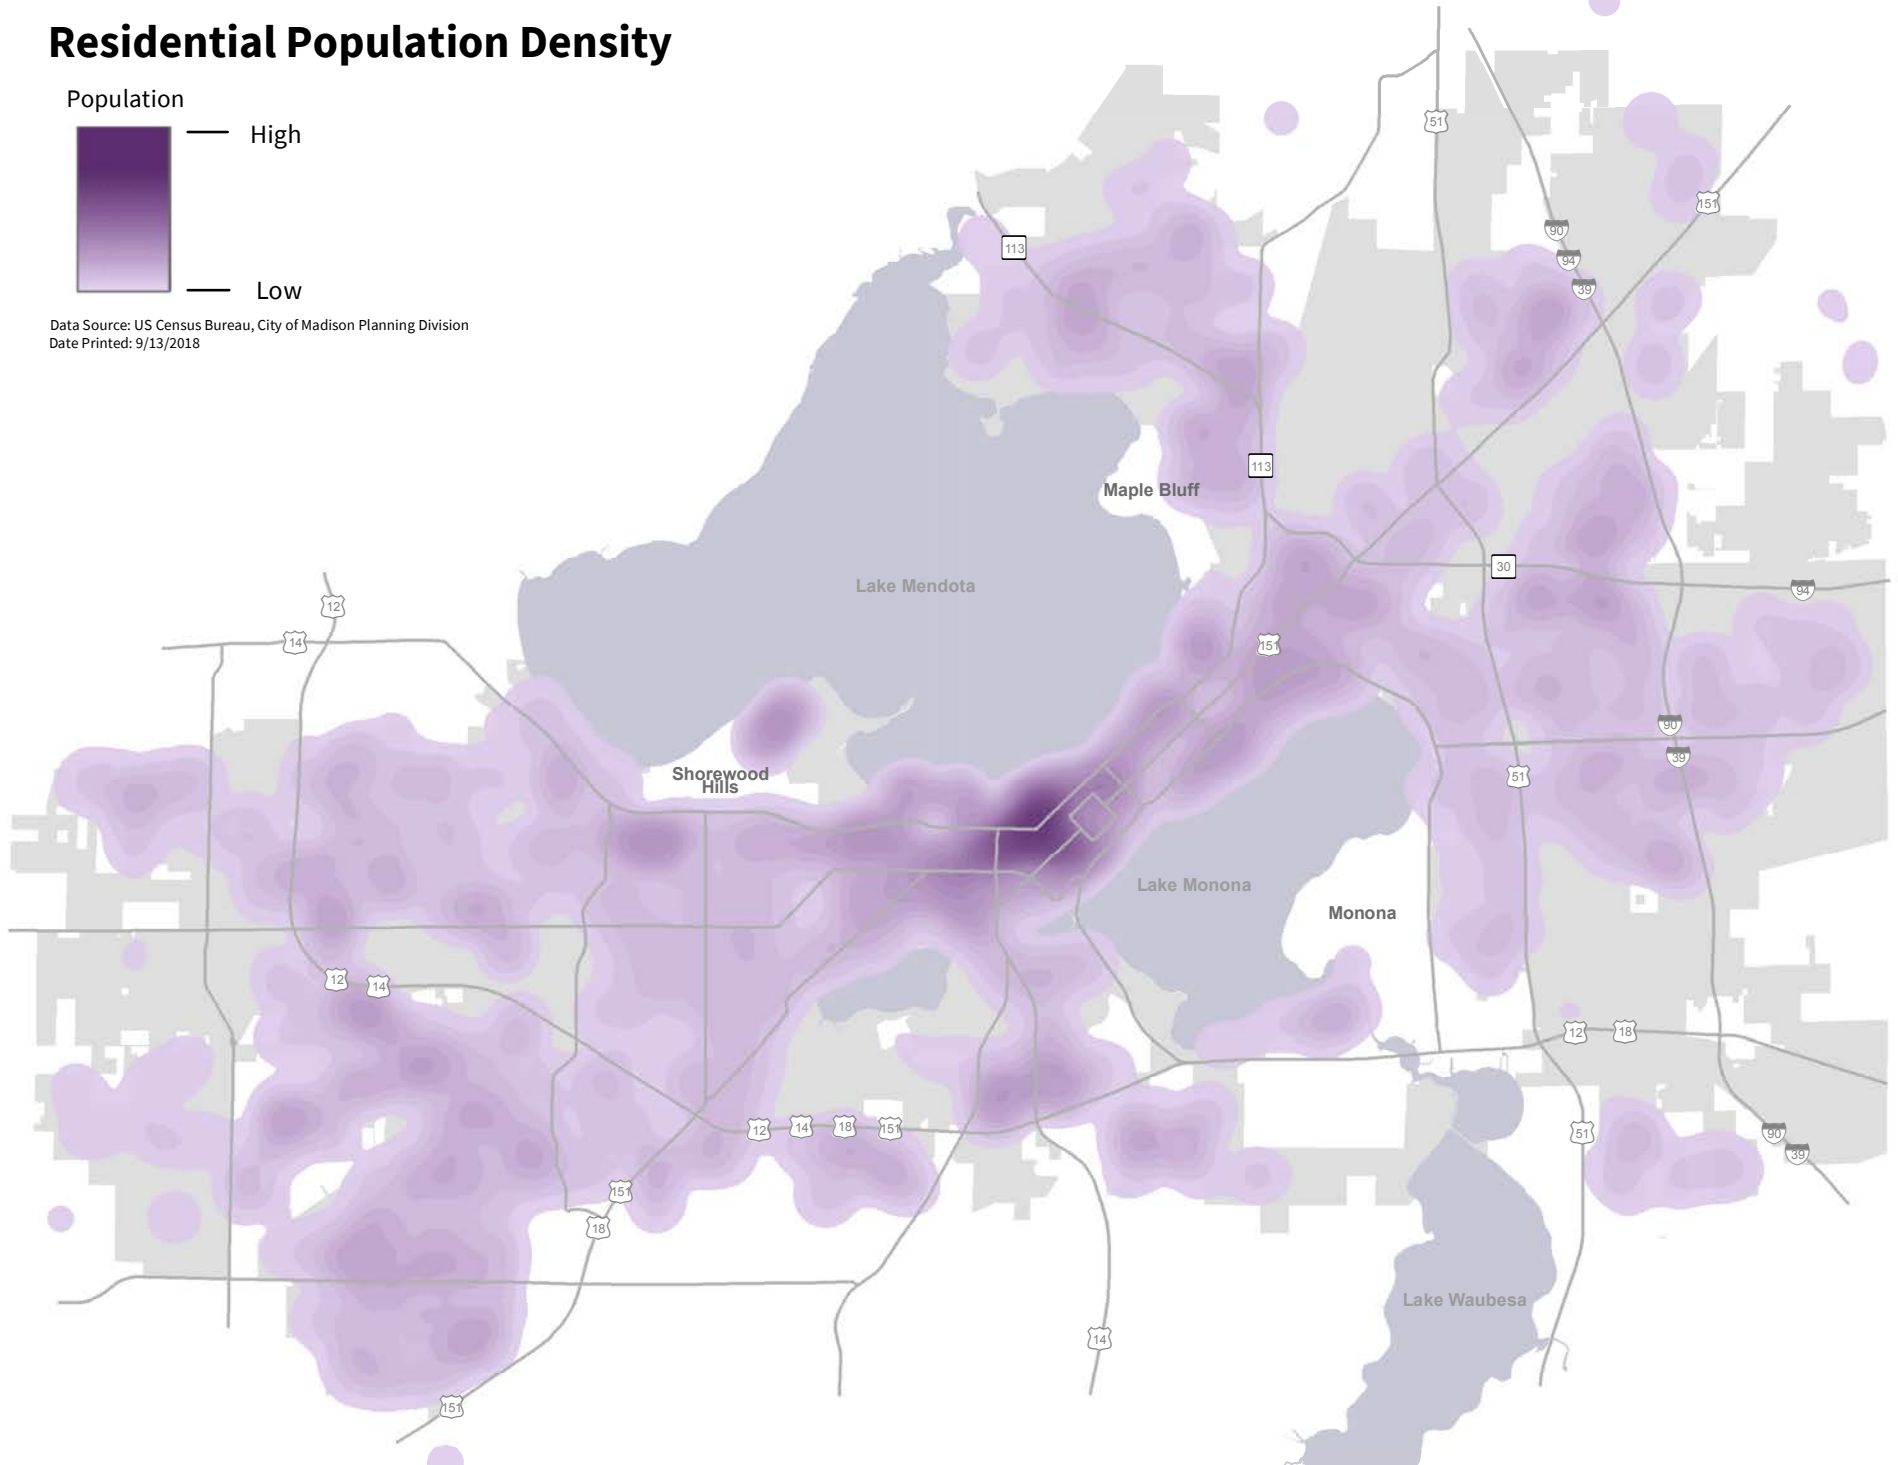 Residential Population Density
Population
High
Low
Data Source: US Census Bureau, City of Madison Planning Division
Date Printed: 9/13/2018
51
151
90
94
39
113
113
Maple Bluff
30
94
Lake Mendota
12
14
151
90
39
51
Shorewood
Hills
Lake Monona
Monona
12
14
12
18
12
14
18
151
51
90
39
151
18
Lake Waubesa
14
151